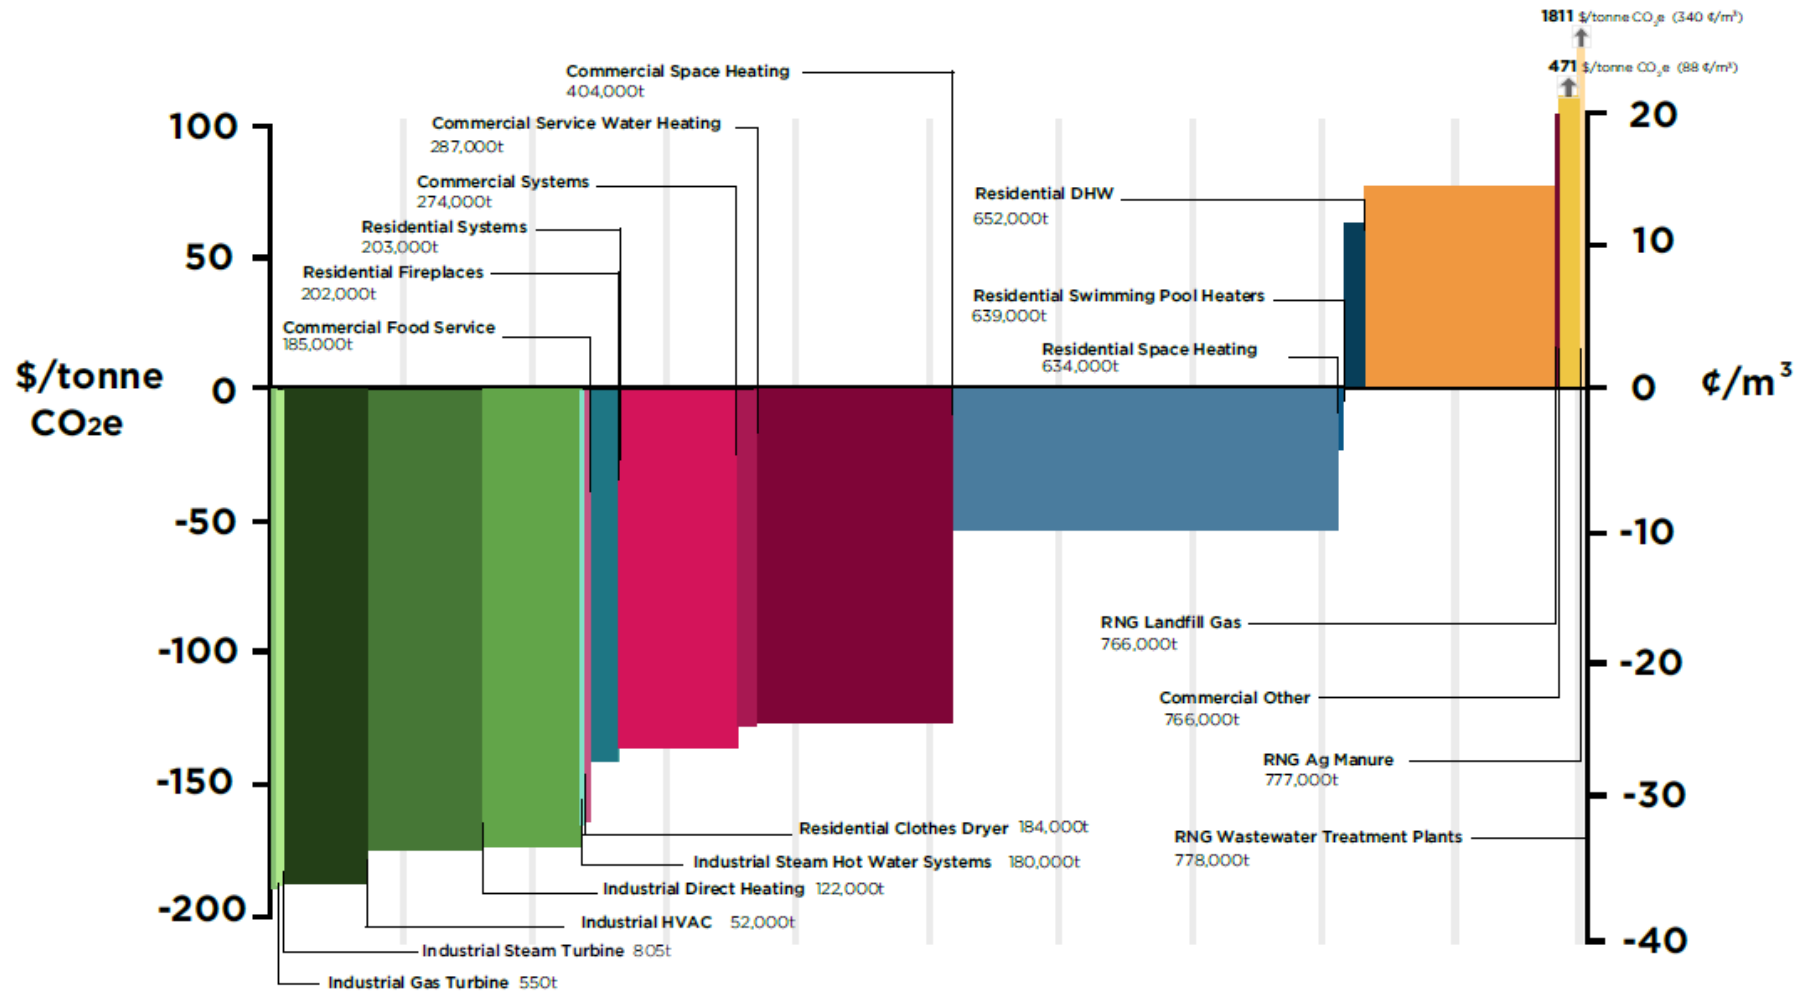 1811 $/tonne CO2e (340 ¢/m³)
471 $/tonne CO2e (88 ¢/m³)
Commercial Space Heating
404,000t
100
20
Commercial Service Water Heating
287,000t
Commercial Systems
274,000t
Residential DHW
652,000t
Residential Systems
203,000t
50
10
Residential Fireplaces
202,000t
Residential Swimming Pool Heaters
639,000t
Commercial Food Service
185,000t
Residential Space Heating
634,000t
$/tonne
CO2e
0
0
¢/m³
-50
-10
RNG Landfill Gas
766,000t
-100
-20
Commercial Other
766,000t
RNG Ag Manure
777,000t
-150
-30
Residential Clothes Dryer 184,000t
RNG Wastewater Treatment Plants
778,000t
Industrial Steam Hot Water Systems 180,000t
Industrial Direct Heating 122,000t
-200
Industrial HVAC 52,000t
-40
Industrial Steam Turbine 805t
Industrial Gas Turbine 550t